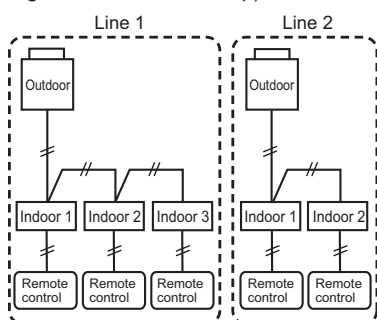 Line 1
Outdoor
Indoor 1
Indoor 2
Indoor 3
Remote
control
Remote
control
Remote
control
Line 2
Outdoor
Indoor 1
Indoor 2
Remote
control
Remote
control